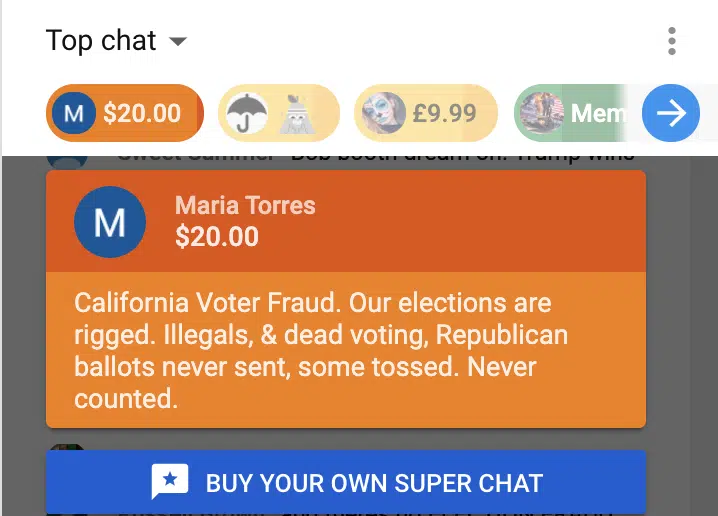 Top chat
M $20.00 £9.99 Mem
Sweet Summer Bob booth dream on. Trump wins
M
Maria Torres
$20.00
California Voter Fraud. Our elections are
rigged. Illegals, & dead voting, Republican
ballots never sent, some tossed. Never
counted.
BUY YOUR OWN SUPER CHAT